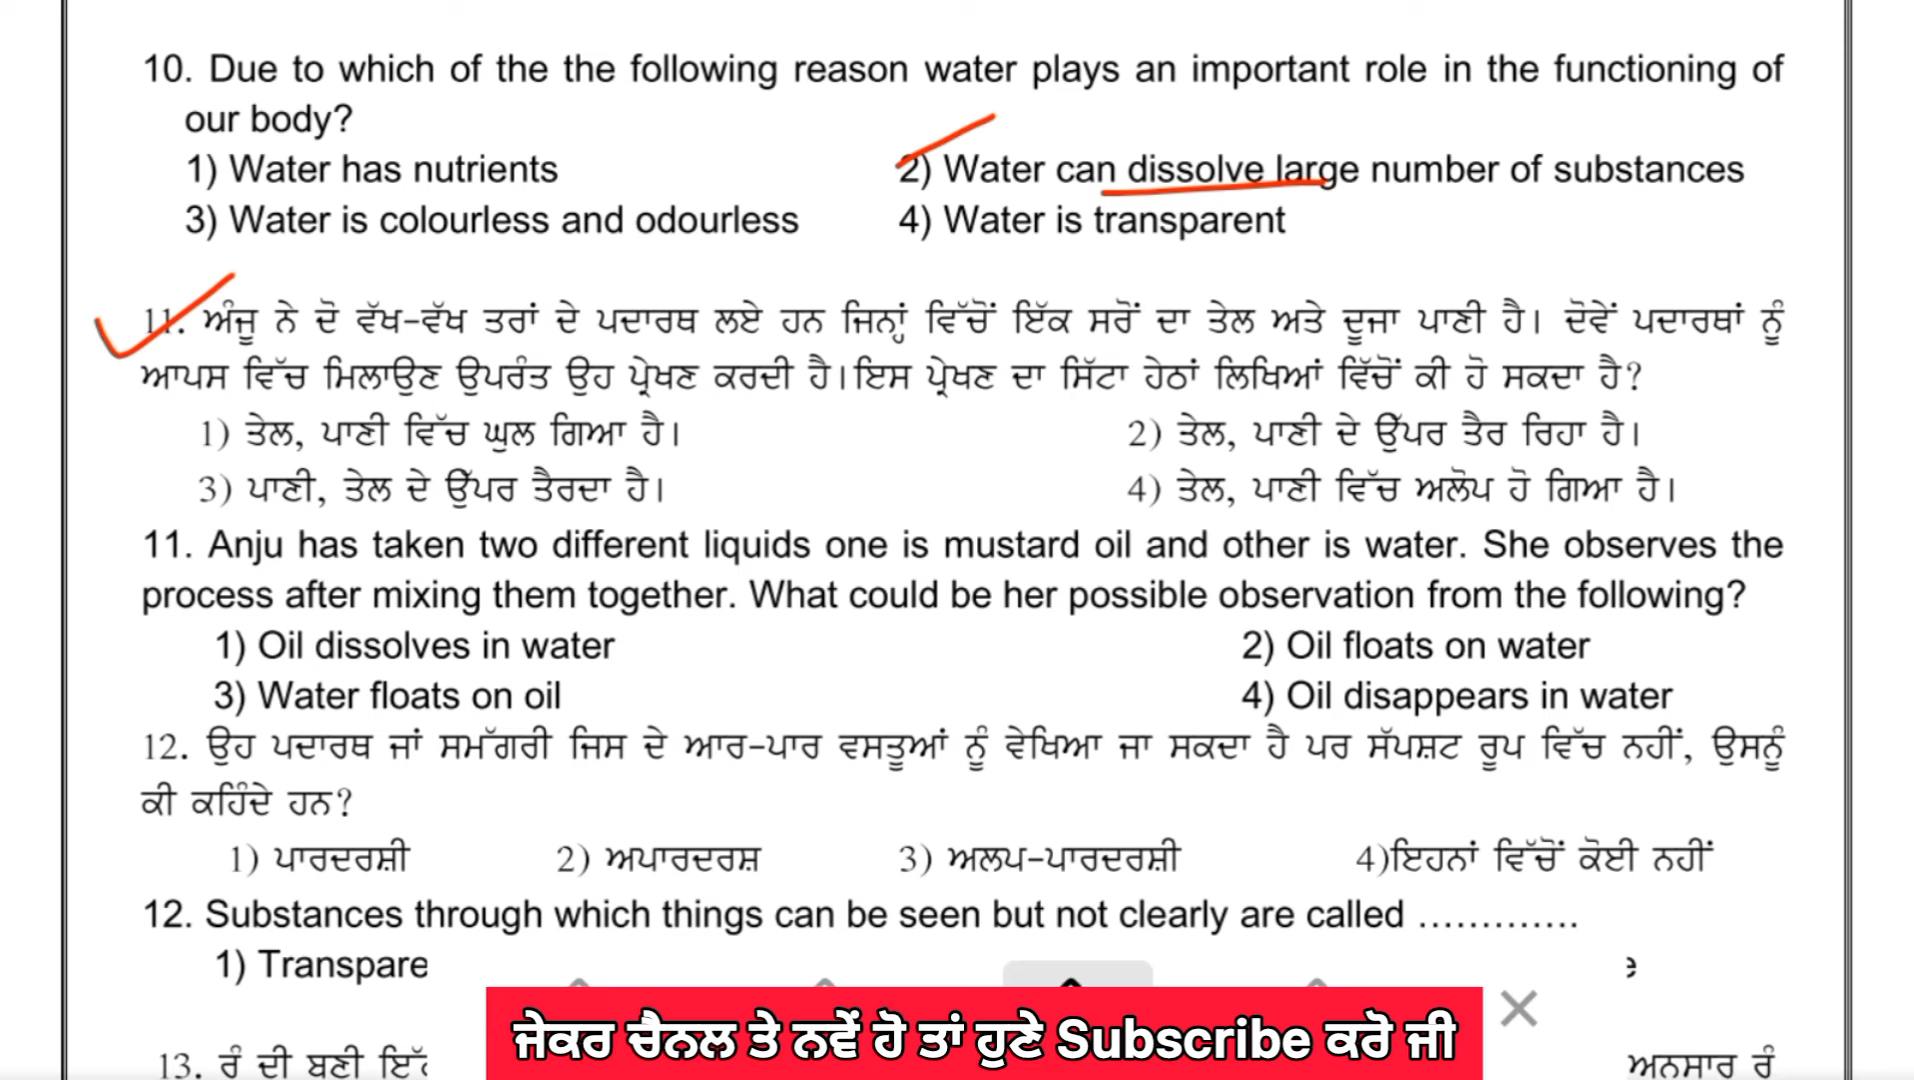 10. Due to which of the the following reason water plays an important role in the functioning of
our body?
1) Water has nutrients 2) Water can dissolve large number of substances
3) Water is colourless and odourless 4) Water is transparent
11. ਅੰਜੂ ਨੇ ਦੋ ਵੱਖ-ਵੱਖ ਤਰਾਂ ਦੇ ਪਦਾਰਥ ਲਏ ਹਨ ਜਿਨ੍ਹਾਂ ਵਿੱਚੋਂ ਇੱਕ ਸਰੋਂ ਦਾ ਤੇਲ ਅਤੇ ਦੂਜਾ ਪਾਣੀ ਹੈ। ਦੋਵੇਂ ਪਦਾਰਥਾਂ ਨੂੰ
ਆਪਸ ਵਿੱਚ ਮਿਲਾਉਣ ਉਪਰੰਤ ਉਹ ਪ੍ਰੇਖਣ ਕਰਦੀ ਹੈ।ਇਸ ਪ੍ਰੇਖਣ ਦਾ ਸਿੱਟਾ ਹੇਠਾਂ ਲਿਖਿਆਂ ਵਿੱਚੋਂ ਕੀ ਹੋ ਸਕਦਾ ਹੈ?
1) ਤੇਲ, ਪਾਣੀ ਵਿੱਚ ਘੁਲ ਗਿਆ ਹੈ। 2) ਤੇਲ, ਪਾਣੀ ਦੇ ਉੱਪਰ ਤੈਰ ਰਿਹਾ ਹੈ।
3) ਪਾਣੀ, ਤੇਲ ਦੇ ਉੱਪਰ ਤੈਰਦਾ ਹੈ। 4) ਤੇਲ, ਪਾਣੀ ਵਿੱਚ ਅਲੋਪ ਹੋ ਗਿਆ ਹੈ।
11. Anju has taken two different liquids one is mustard oil and other is water. She observes the
process after mixing them together. What could be her possible observation from the following?
1) Oil dissolves in water 2) Oil floats on water
3) Water floats on oil 4) Oil disappears in water
12. ਉਹ ਪਦਾਰਥ ਜਾਂ ਸਮੱਗਰੀ ਜਿਸ ਦੇ ਆਰ-ਪਾਰ ਵਸਤੂਆਂ ਨੂੰ ਵੇਖਿਆ ਜਾ ਸਕਦਾ ਹੈ ਪਰ ਸੱਪਸ਼ਟ ਰੂਪ ਵਿੱਚ ਨਹੀਂ, ਉਸਨੂੰ
ਕੀ ਕਹਿੰਦੇ ਹਨ?
1) ਪਾਰਦਰਸ਼ੀ 2) ਅਪਾਰਦਰਸ਼ 3) ਅਲਪ-ਪਾਰਦਰਸ਼ੀ 4)ਇਹਨਾਂ ਵਿੱਚੋਂ ਕੋਈ ਨਹੀਂ
12. Substances through which things can be seen but not clearly are called .............
1) Transpare
ਜੇਕਰ ਚੈਨਲ ਤੇ ਨਵੇਂ ਹੋ ਤਾਂ ਹੁਣੇ Subscribe ਕਰੋ ਜੀ
13. ਰੰ ਦੀ ਬਣੀ